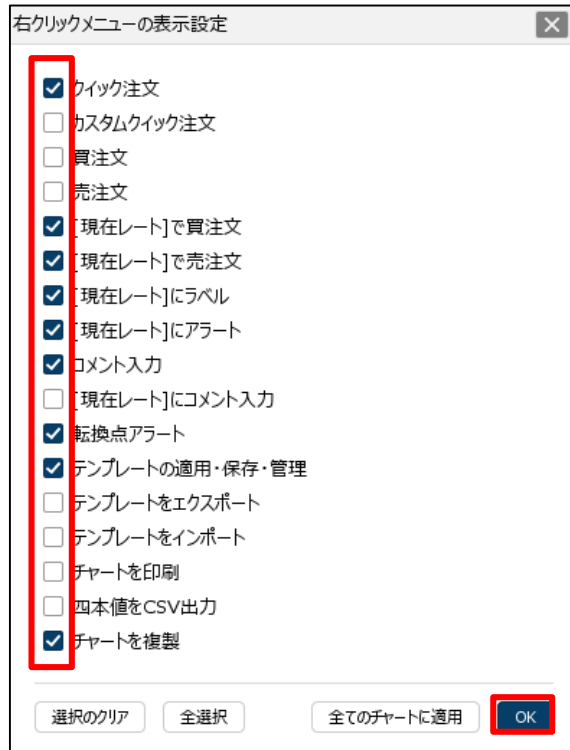 右クリックメニューの表示設定
クイック注文
カスタムクイック注文
買注文
売注文
[現在レート]で買注文
[現在レート]で売注文
[現在レート]にラベル
[現在レート]にアラート
コメント入力
[現在レート]にコメント入力
転換点アラート
テンプレートの適用・保存・管理
テンプレートをエクスポート
テンプレートをインポート
チャートを印刷
四本値をCSV出力
チャートを複製
選択のクリア 全選択 全てのチャートに適用 OK